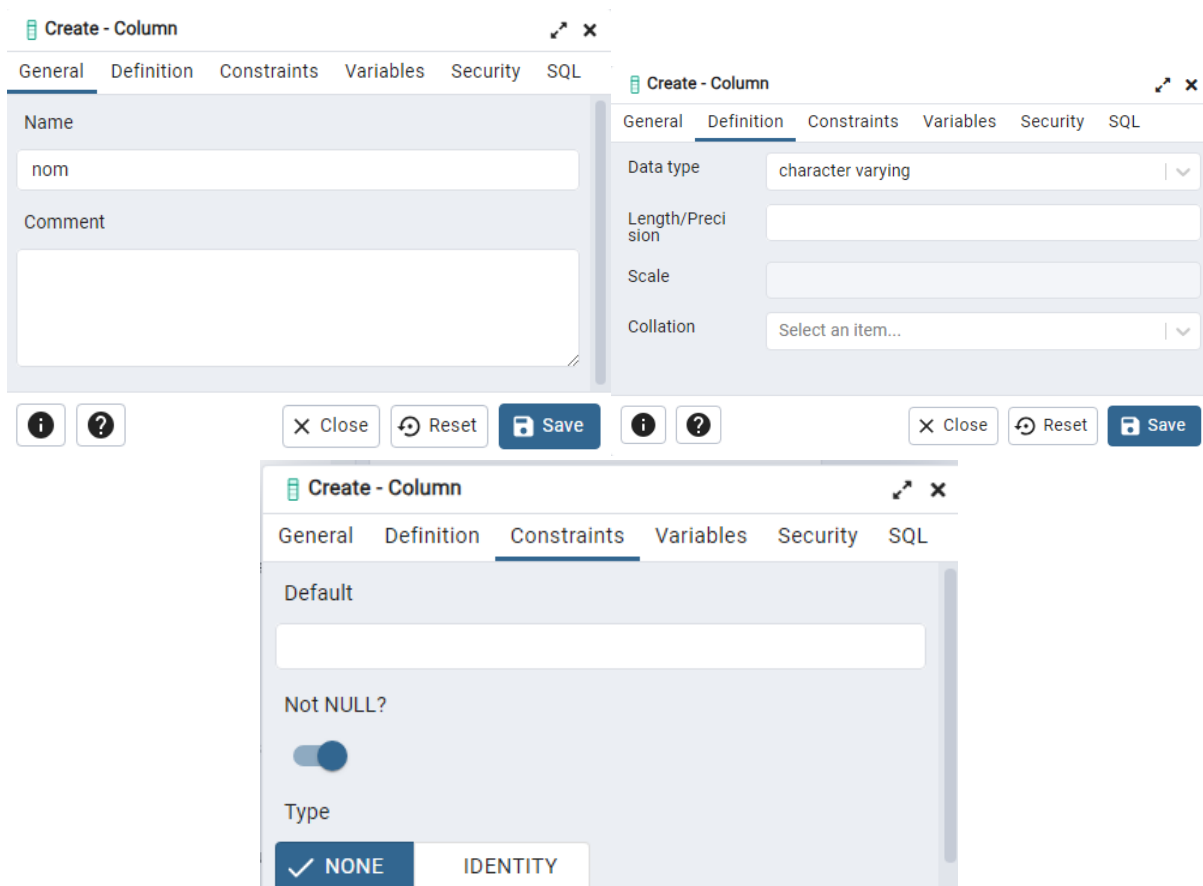 Create - Column
General Definition Constraints Variables Security SQL
Name
nom
Comment
Close Reset Save
Create - Column
General Definition Constraints Variables Security SQL
Data type character varying
Length/Preci
sion
Scale
Collation Select an item...
Close Reset Save
Create - Column
General Definition Constraints Variables Security SQL
Default
Not NULL?
Type
NONE IDENTITY